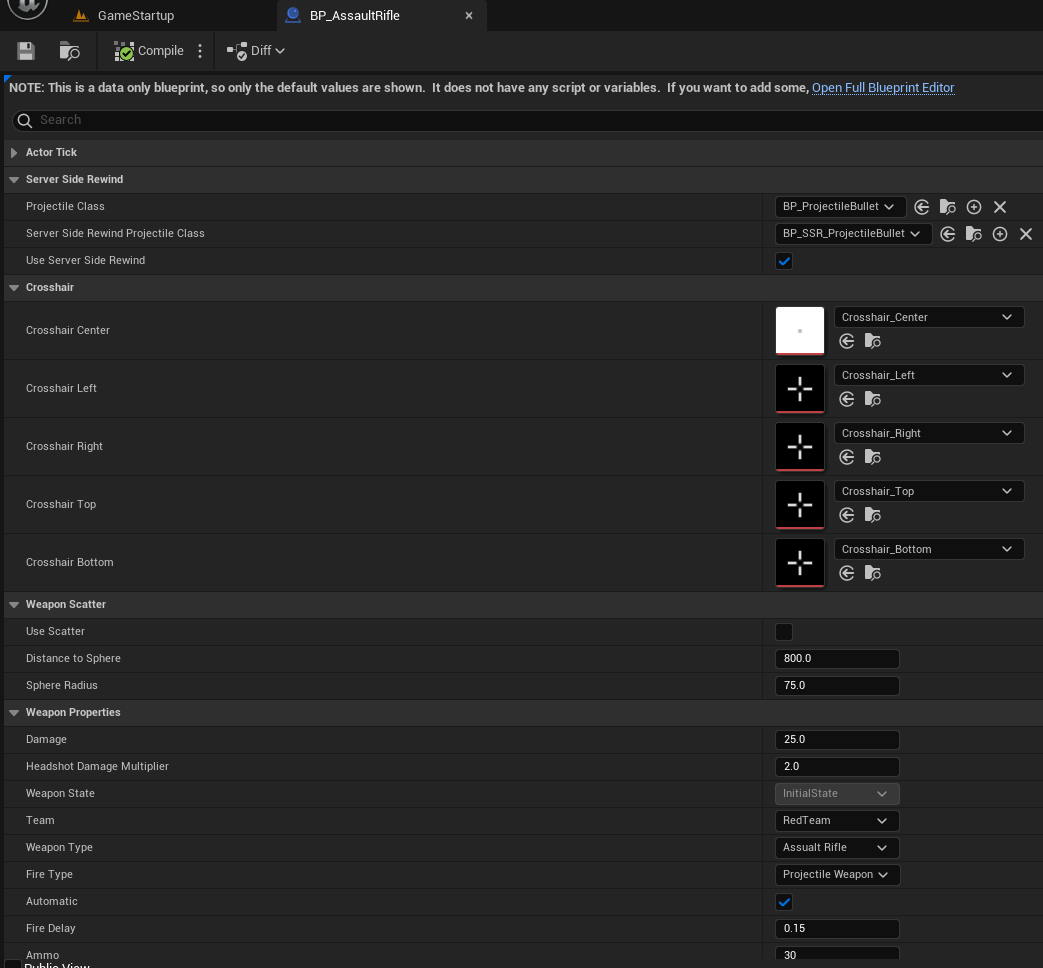 GameStartup
BP_AssaultRifle
Compile
Diff
NOTE: This is a data only blueprint, so only the default values are shown. It does not have any script or variables. If you want to add some, Open Full Blueprint Editor
Search
Actor Tick
Server Side Rewind
Projectile Class BP_ProjectileBullet
Server Side Rewind Projectile Class BP_SSR_ProjectileBullet
Use Server Side Rewind
Crosshair
Crosshair Center Crosshair_Center
Crosshair Left Crosshair_Left
Crosshair Right Crosshair_Right
Crosshair Top Crosshair_Top
Crosshair Bottom Crosshair_Bottom
Weapon Scatter
Use Scatter
Distance to Sphere 800.0
Sphere Radius 75.0
Weapon Properties
Damage 25.0
Headshot Damage Multiplier 2.0
Weapon State InitialState
Team RedTeam
Weapon Type Assualt Rifle
Fire Type Projectile Weapon
Automatic
Fire Delay 0.15
Ammo 30
Public View